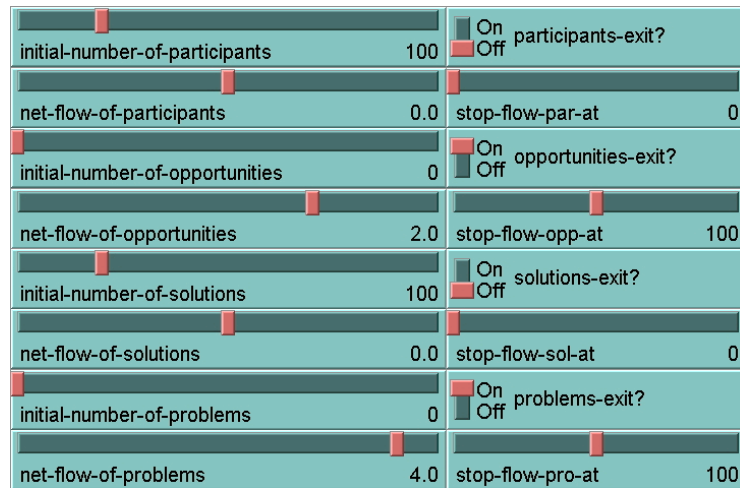 On
Off participants-exit?
initial-number-of-participants 100
net-flow-of-participants 0.0 stop-flow-par-at 0
On
Off opportunities-exit?
initial-number-of-opportunities 0
net-flow-of-opportunities 2.0 stop-flow-opp-at 100
On
Off solutions-exit?
initial-number-of-solutions 100
net-flow-of-solutions 0.0 stop-flow-sol-at 0
On
Off problems-exit?
initial-number-of-problems 0
net-flow-of-problems 4.0 stop-flow-pro-at 100